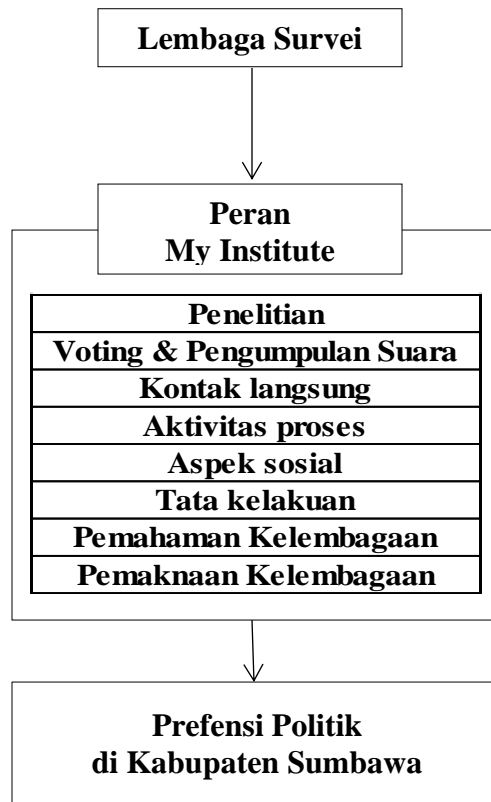 Lembaga Survei
Peran
My Institute
Penelitian
Voting & Pengumpulan Suara
Kontak langsung
Aktivitas proses
Aspek sosial
Tata kelakuan
Pemahaman Kelembagaan
Pemaknaan Kelembagaan
Prefensi Politik
di Kabupaten Sumbawa